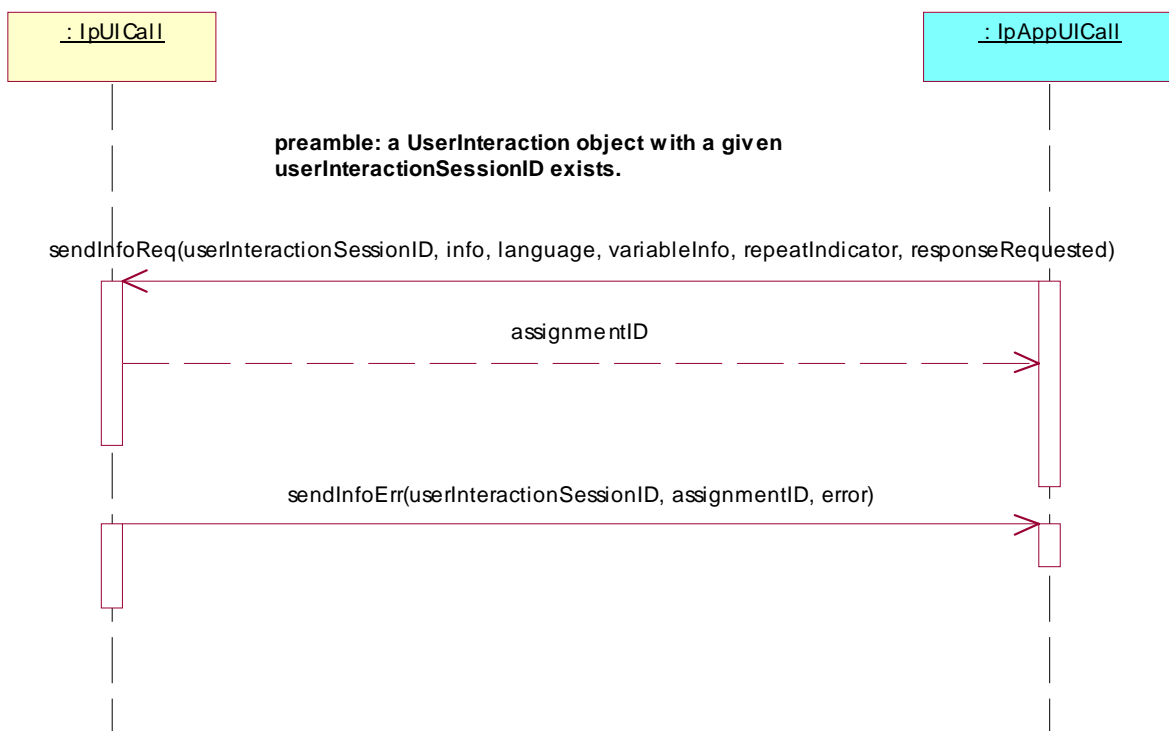 : IpUICall
: IpAppUICall
preamble: a UserInteraction object with a given
userInteractionSessionID exists.
sendInfoReq(userInteractionSessionID, info, language, variableInfo, repeatIndicator, responseRequested)
assignmentID
sendInfoErr(userInteractionSessionID, assignmentID, error)